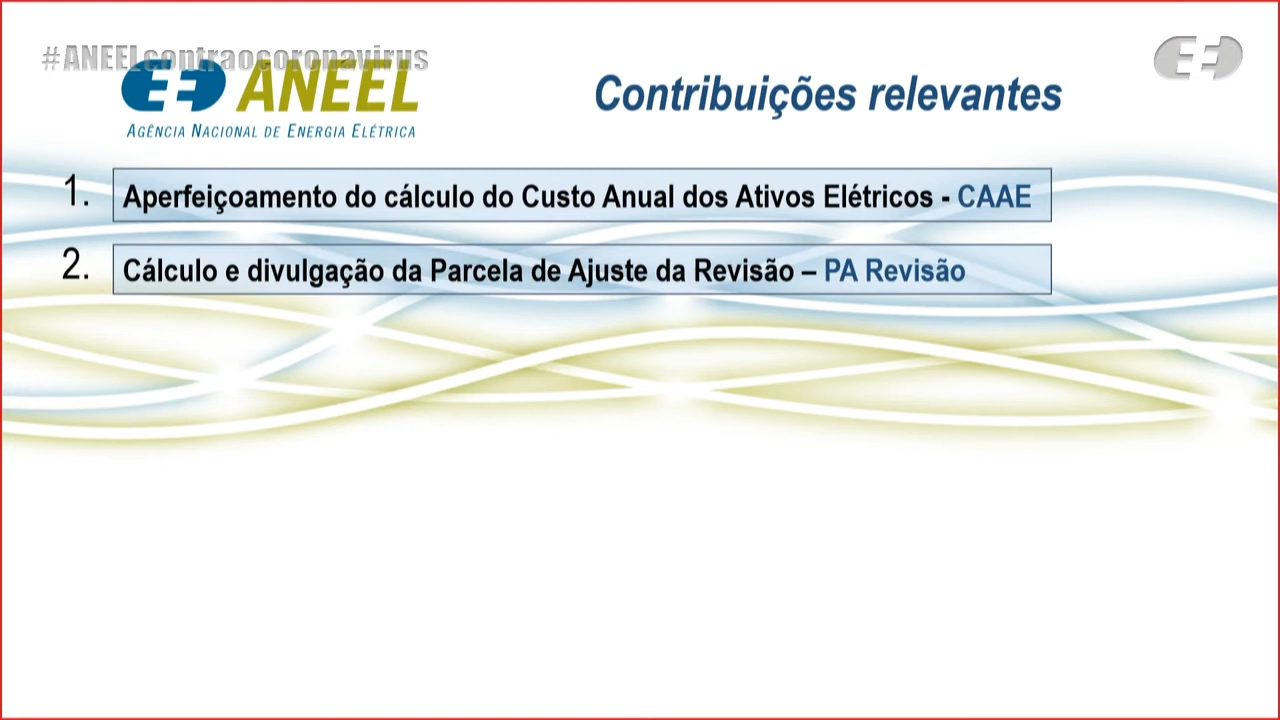 #ANEELcontraocoronavirus
ANEEL
AGÊNCIA NACIONAL DE ENERGIA ELÉTRICA
Contribuições relevantes
1. Aperfeiçoamento do cálculo do Custo Anual dos Ativos Elétricos - CAAE
2. Cálculo e divulgação da Parcela de Ajuste da Revisão – PA Revisão